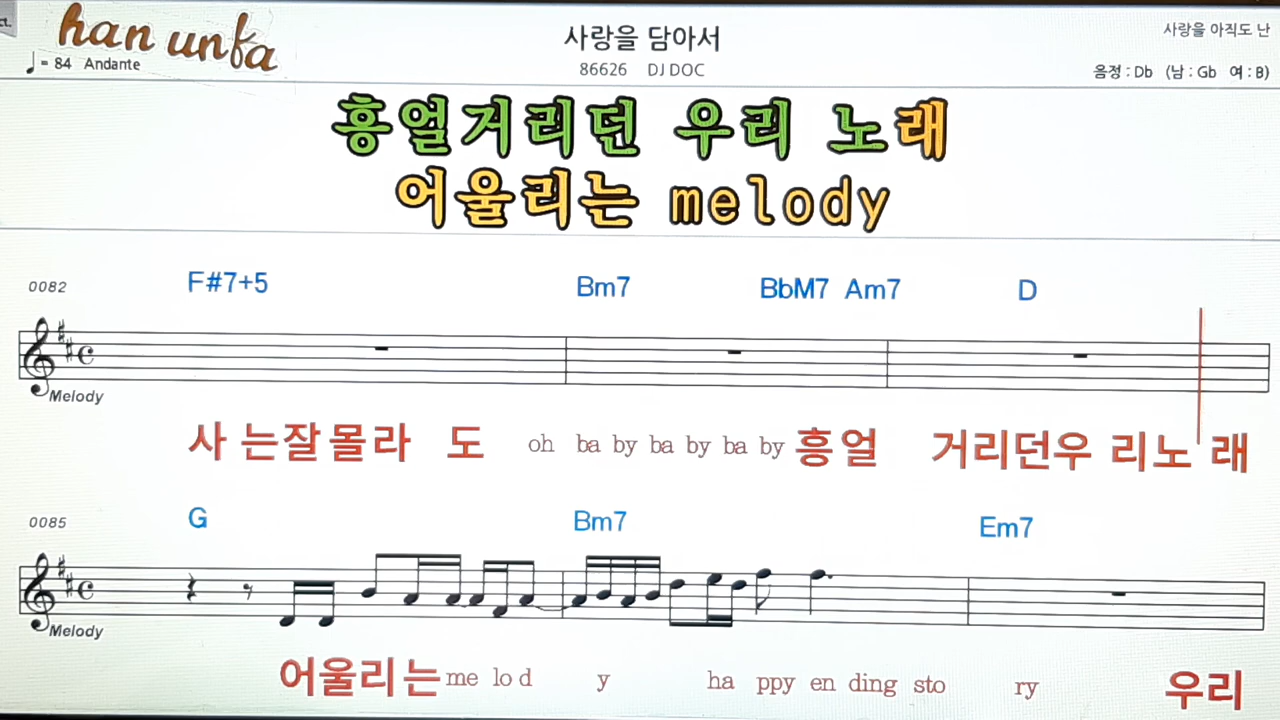 ct.
han unfa
♩= 84 Andante
사랑을 담아서
86626 DJ DOC
사랑을 아직도 난
음정 : Db (남 : Gb 여 : B)
흥얼거리던 우리 노래
어울리는 melody
0082 F#7+5 Bm7 BbM7 Am7 D
Melody
사 는잘몰라 도 oh ba by ba by ba by 흥얼 거리던우 리노 래
0085 G Bm7 Em7
Melody
어울리는 me lo d y ha ppy en ding sto ry 우리